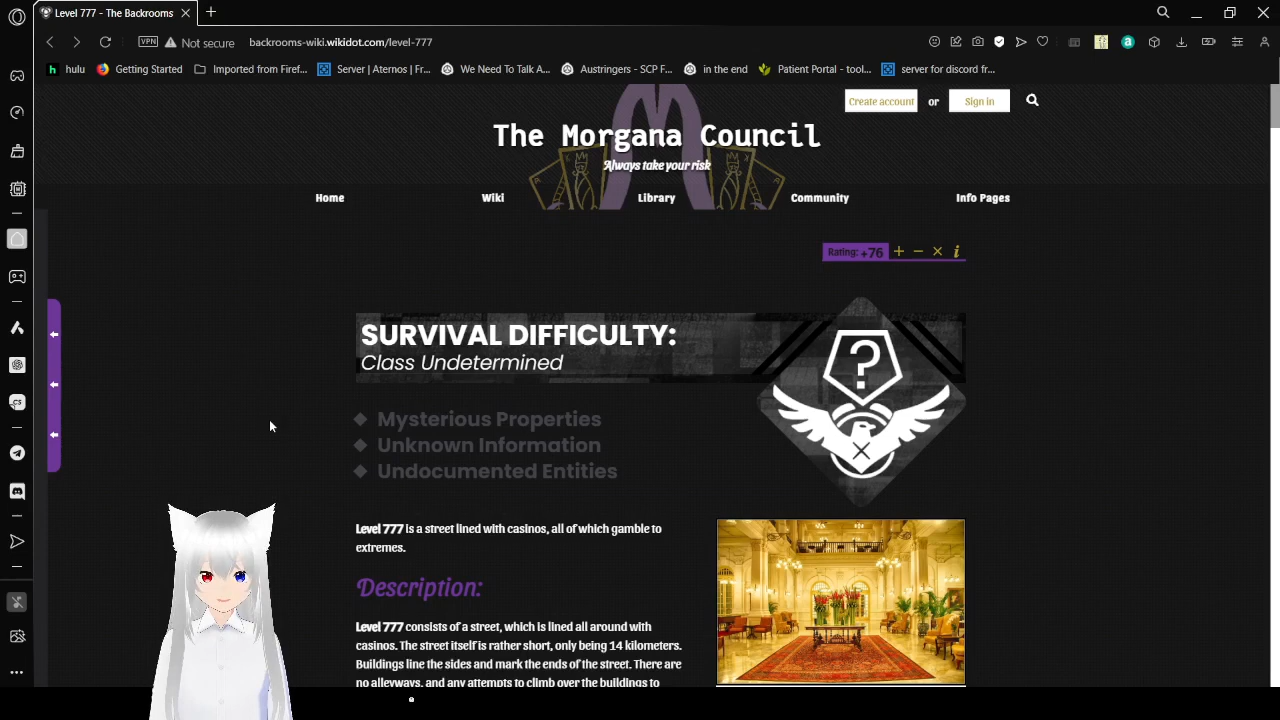 Level 777 - The Backrooms
VPN
Not secure
backrooms-wiki.wikidot.com/level-777
hulu
Getting Started
Imported from Firef...
Server | Aternos | Fr...
We Need To Talk A...
Austringers - SCP F...
in the end
Patient Portal - tool...
server for discord fr...
Create account
or
Sign in
The Morgana Council
Always take your risk
Home
Wiki
Library
Community
Info Pages
Rating: +76
SURVIVAL DIFFICULTY:
Class Undetermined
Mysterious Properties
Unknown Information
Undocumented Entities
Level 777 is a street lined with casinos, all of which gamble to
extremes.
Description:
Level 777 consists of a street, which is lined all around with
casinos. The street itself is rather short, only being 14 kilometers.
Buildings line the sides and mark the ends of the street. There are
no alleyways, and any attempts to climb over the buildings to